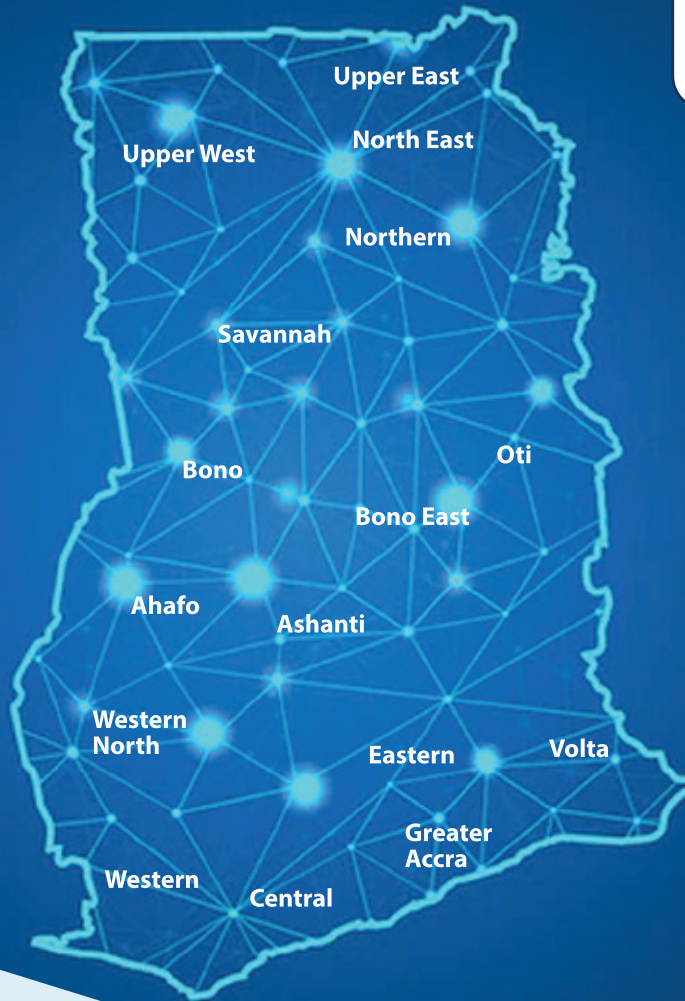 Upper East
North East
Upper West
Northern
Savannah
Oti
Bono
Bono East
Ahafo
Ashanti
Western
North
Eastern
Volta
Greater
Accra
Western
Central